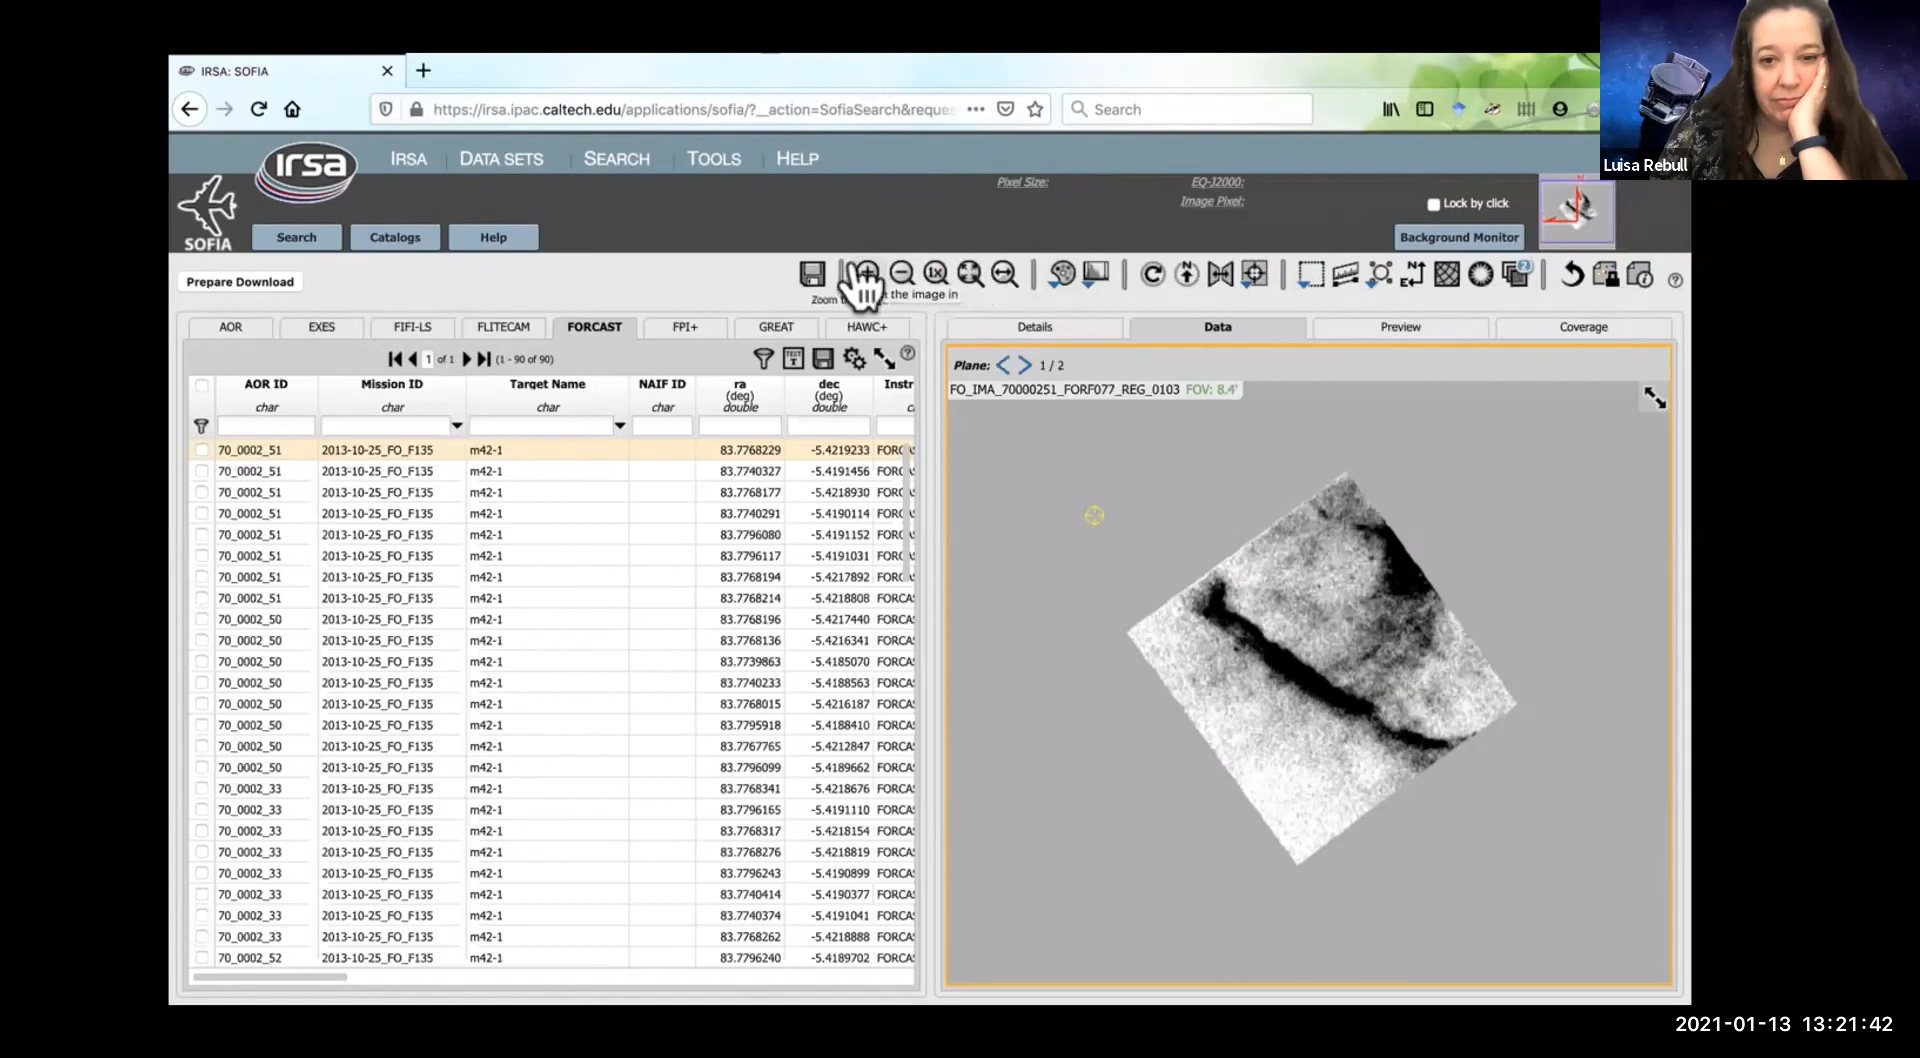 IRSA: SOFIA
Luisa Rebull
https://irsa.ipac.caltech.edu/applications/sofia/?__action=SofiaSearch&reque
Search
irsa
IRSA DATA SETS SEARCH TOOLS HELP
SOFIA
Search Catalogs Help
Pixel Size: EQ-J2000:
Image Pixel:
Lock by click
Background Monitor
Prepare Download
Zoom the image in
AOR EXES FIFI-LS FLITECAM FORCAST FPI+ GREAT HAWC+
1 of 1 (1 - 90 of 90)
AOR ID Mission ID Target Name NAIF ID ra dec Instr
(deg) (deg)
char char char char double double
70_0002_51 2013-10-25_FO_F135 m42-1 83.7768229 -5.4219233
70_0002_51 2013-10-25_FO_F135 m42-1 83.7740327 -5.4191456
70_0002_51 2013-10-25_FO_F135 m42-1 83.7768177 -5.4218930
70_0002_51 2013-10-25_FO_F135 m42-1 83.7740291 -5.4190114
70_0002_51 2013-10-25_FO_F135 m42-1 83.7796080 -5.4191152
70_0002_51 2013-10-25_FO_F135 m42-1 83.7796117 -5.4191031
70_0002_51 2013-10-25_FO_F135 m42-1 83.7768194 -5.4217892
70_0002_51 2013-10-25_FO_F135 m42-1 83.7768214 -5.4218808 FORCAS
70_0002_50 2013-10-25_FO_F135 m42-1 83.7768196 -5.4217440 FORCAS
70_0002_50 2013-10-25_FO_F135 m42-1 83.7768136 -5.4216341 FORCAS
70_0002_50 2013-10-25_FO_F135 m42-1 83.7739863 -5.4185070 FORCAS
70_0002_50 2013-10-25_FO_F135 m42-1 83.7740233 -5.4188563 FORCAS
70_0002_50 2013-10-25_FO_F135 m42-1 83.7768015 -5.4216187 FORCAS
70_0002_50 2013-10-25_FO_F135 m42-1 83.7795918 -5.4188410 FORCAS
70_0002_50 2013-10-25_FO_F135 m42-1 83.7767765 -5.4212847 FORCAS
70_0002_50 2013-10-25_FO_F135 m42-1 83.7796099 -5.4189662 FORCAS
70_0002_33 2013-10-25_FO_F135 m42-1 83.7768341 -5.4218676 FORCAS
70_0002_33 2013-10-25_FO_F135 m42-1 83.7796165 -5.4191110 FORCAS
70_0002_33 2013-10-25_FO_F135 m42-1 83.7768317 -5.4218154 FORCAS
70_0002_33 2013-10-25_FO_F135 m42-1 83.7768276 -5.4218819 FORCAS
70_0002_33 2013-10-25_FO_F135 m42-1 83.7796243 -5.4190899 FORCAS
70_0002_33 2013-10-25_FO_F135 m42-1 83.7740414 -5.4190377 FORCAS
70_0002_33 2013-10-25_FO_F135 m42-1 83.7740374 -5.4191041 FORCAS
70_0002_33 2013-10-25_FO_F135 m42-1 83.7768262 -5.4218888 FORCAS
70_0002_52 2013-10-25_FO_F135 m42-1 83.7796240 -5.4189702 FORCAS
Details Data Preview Coverage
Plane: 1 / 2
FO_IMA_70000251_FORF077_REG_0103 FOV: 8.4'
2021-01-13 13:21:42